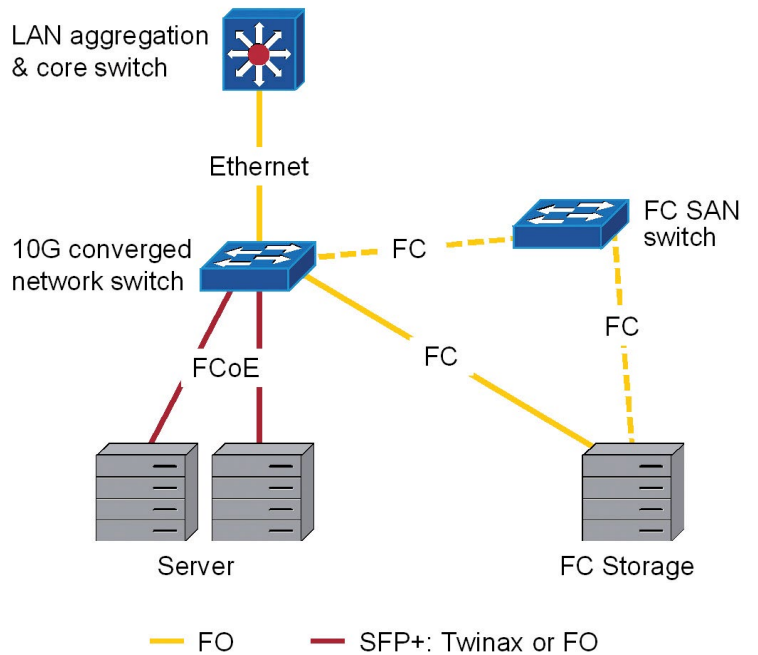 LAN aggregation
& core switch
Ethernet
FC SAN
switch
10G converged
network switch
FC
FC
FC
FCoE
Server
FC Storage
FO
SFP+: Twinax or FO